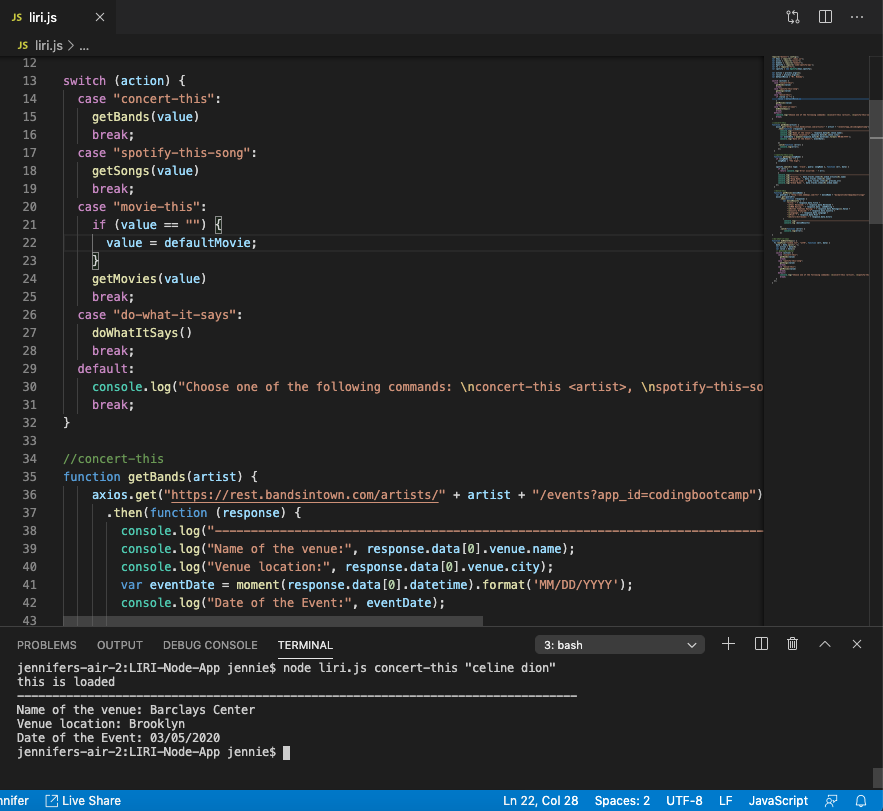 JS liri.js ×
JS liri.js > ...
12
13 switch (action) {
14 case "concert-this":
15 getBands(value)
16 break;
17 case "spotify-this-song":
18 getSongs(value)
19 break;
20 case "movie-this":
21 if (value == "") {
22 value = defaultMovie;
23 }
24 getMovies(value)
25 break;
26 case "do-what-it-says":
27 doWhatItSays()
28 break;
29 default:
30 console.log("Choose one of the following commands: \nconcert-this <artist>, \nspotify-this-so
31 break;
32 }
33
34 //concert-this
35 function getBands(artist) {
36 axios.get("https://rest.bandsintown.com/artists/" + artist + "/events?app_id=codingbootcamp")
37 .then(function (response) {
38 console.log("----------------------------------------------------------------------------
39 console.log("Name of the venue:", response.data[0].venue.name);
40 console.log("Venue location:", response.data[0].venue.city);
41 var eventDate = moment(response.data[0].datetime).format('MM/DD/YYYY');
42 console.log("Date of the Event:", eventDate);
43
PROBLEMS OUTPUT DEBUG CONSOLE TERMINAL 3: bash
jennifers-air-2:LIRI-Node-App jennie$ node liri.js concert-this "celine dion"
this is loaded
--------------------------------------------------------------------------------
Name of the venue: Barclays Center
Venue location: Brooklyn
Date of the Event: 03/05/2020
jennifers-air-2:LIRI-Node-App jennie$
nnifer Live Share Ln 22, Col 28 Spaces: 2 UTF-8 LF JavaScript